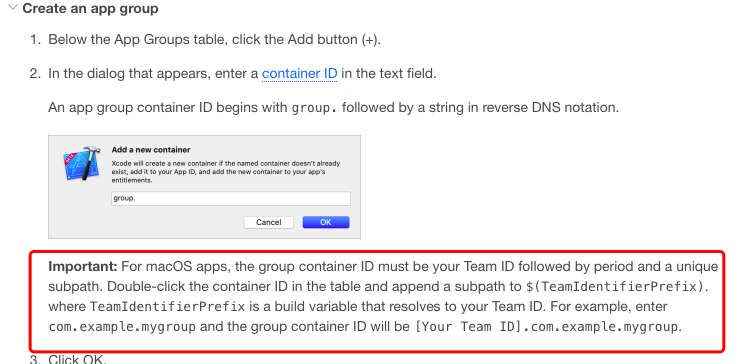 Create an app group
1. Below the App Groups table, click the Add button (+).
2. In the dialog that appears, enter a container ID in the text field.
An app group container ID begins with group. followed by a string in reverse DNS notation.
Add a new container
Xcode will create a new container if the named container doesn't already
exist, add it to your App ID, and add the new container to your app's
entitlements.
group.
Cancel OK
Important: For macOS apps, the group container ID must be your Team ID followed by period and a unique
subpath. Double-click the container ID in the table and append a subpath to $(TeamIdentifierPrefix).
where TeamIdentifierPrefix is a build variable that resolves to your Team ID. For example, enter
com.example.mygroup and the group container ID will be [Your Team ID].com.example.mygroup.
3. Click OK.